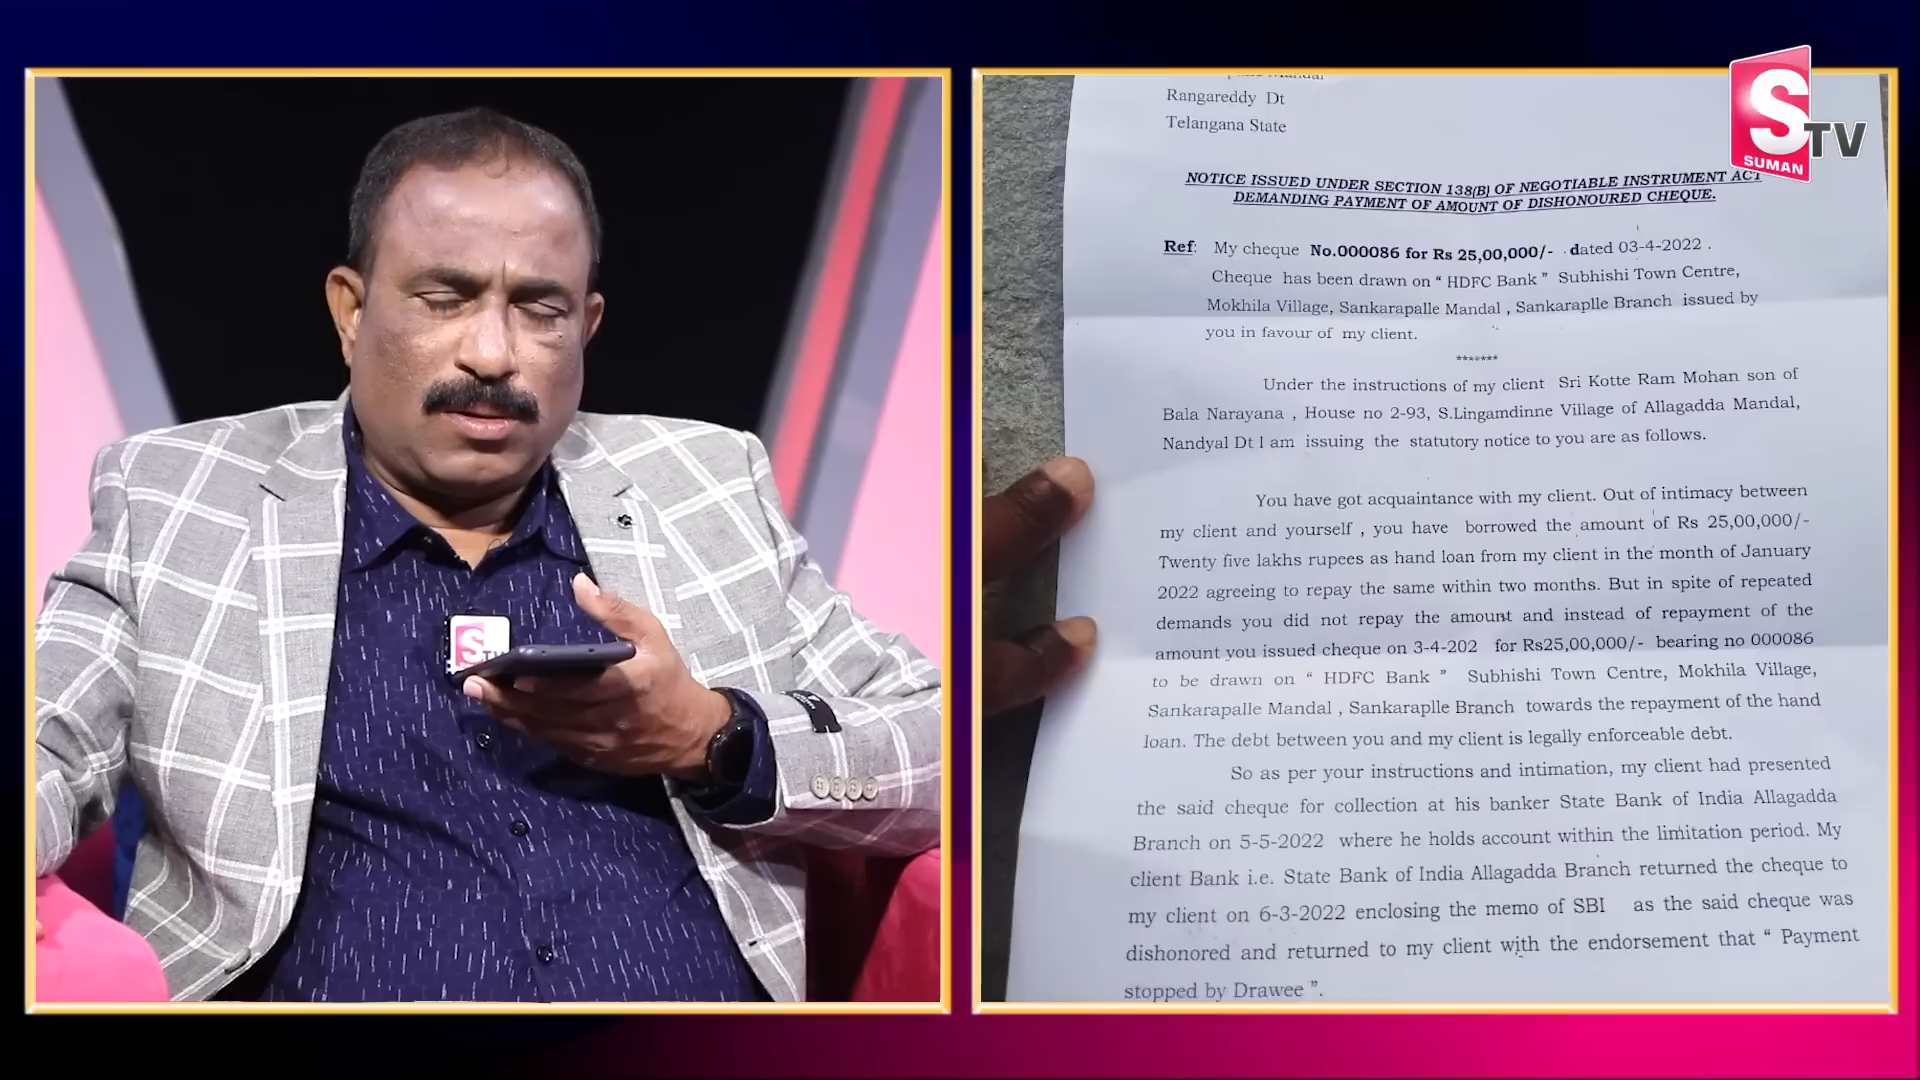 Rangareddy Dt
Telangana State
NOTICE ISSUED UNDER SECTION 138(B) OF NEGOTIABLE INSTRUMENT ACT
DEMANDING PAYMENT OF AMOUNT OF DISHONOURED CHEQUE.
Ref: My cheque No.000086 for Rs 25,00,000/- dated 03-4-2022 .
Cheque has been drawn on “ HDFC Bank ” Subhishi Town Centre,
Mokhila Village, Sankarapalle Mandal , Sankaraplle Branch issued by
you in favour of my client.
*******
Under the instructions of my client Sri Kotte Ram Mohan son of
Bala Narayana , House no 2-93, S.Lingamdinne Village of Allagadda Mandal,
Nandyal Dt I am issuing the statutory notice to you are as follows.
You have got acquaintance with my client. Out of intimacy between
my client and yourself , you have borrowed the amount of Rs 25,00,000/-
Twenty five lakhs rupees as hand loan from my client in the month of January
2022 agreeing to repay the same within two months. But in spite of repeated
demands you did not repay the amount and instead of repayment of the
amount you issued cheque on 3-4-202 for Rs25,00,000/- bearing no 000086
to be drawn on “ HDFC Bank ” Subhishi Town Centre, Mokhila Village,
Sankarapalle Mandal , Sankaraplle Branch towards the repayment of the hand
loan. The debt between you and my client is legally enforceable debt.
So as per your instructions and intimation, my client had presented
the said cheque for collection at his banker State Bank of India Allagadda
Branch on 5-5-2022 where he holds account within the limitation period. My
client Bank i.e. State Bank of India Allagadda Branch returned the cheque to
my client on 6-3-2022 enclosing the memo of SBI as the said cheque was
dishonored and returned to my client with the endorsement that “ Payment
stopped by Drawee ”.
S TV
SUMAN
S TV